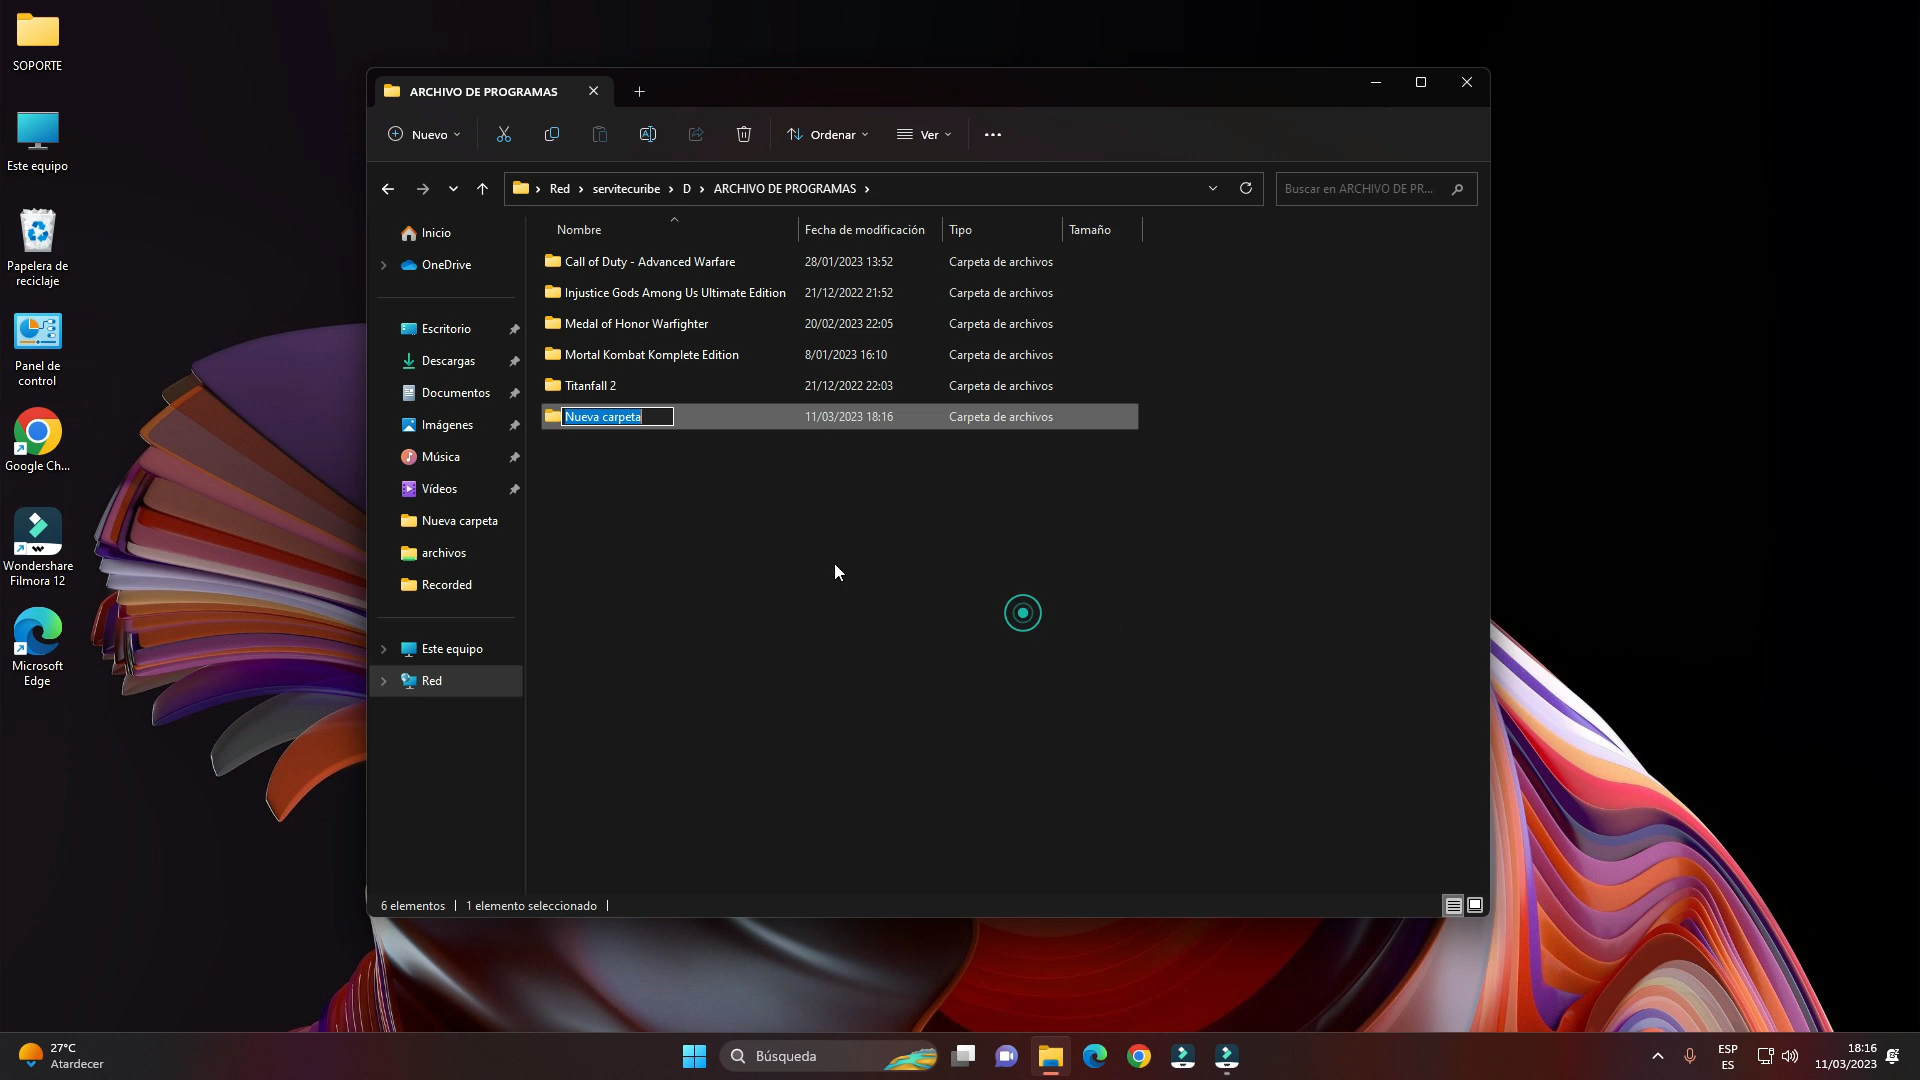 SOPORTE
Este equipo
Papelera de
reciclaje
Panel de
control
Google Ch...
Wondershare
Filmora 12
Microsoft
Edge
ARCHIVO DE PROGRAMAS
Nuevo
Ordenar
Ver
Red > servitecuribe > D > ARCHIVO DE PROGRAMAS >
Buscar en ARCHIVO DE PR...
Inicio
OneDrive
Escritorio
Descargas
Documentos
Imágenes
Música
Vídeos
Nueva carpeta
archivos
Recorded
Este equipo
Red
Nombre Fecha de modificación Tipo Tamaño
Call of Duty - Advanced Warfare 28/01/2023 13:52 Carpeta de archivos
Injustice Gods Among Us Ultimate Edition 21/12/2022 21:52 Carpeta de archivos
Medal of Honor Warfighter 20/02/2023 22:05 Carpeta de archivos
Mortal Kombat Komplete Edition 8/01/2023 16:10 Carpeta de archivos
Titanfall 2 21/12/2022 22:03 Carpeta de archivos
Nueva carpeta 11/03/2023 18:16 Carpeta de archivos
6 elementos | 1 elemento seleccionado |
27°C
Atardecer
Búsqueda
ESP
ES
18:16
11/03/2023